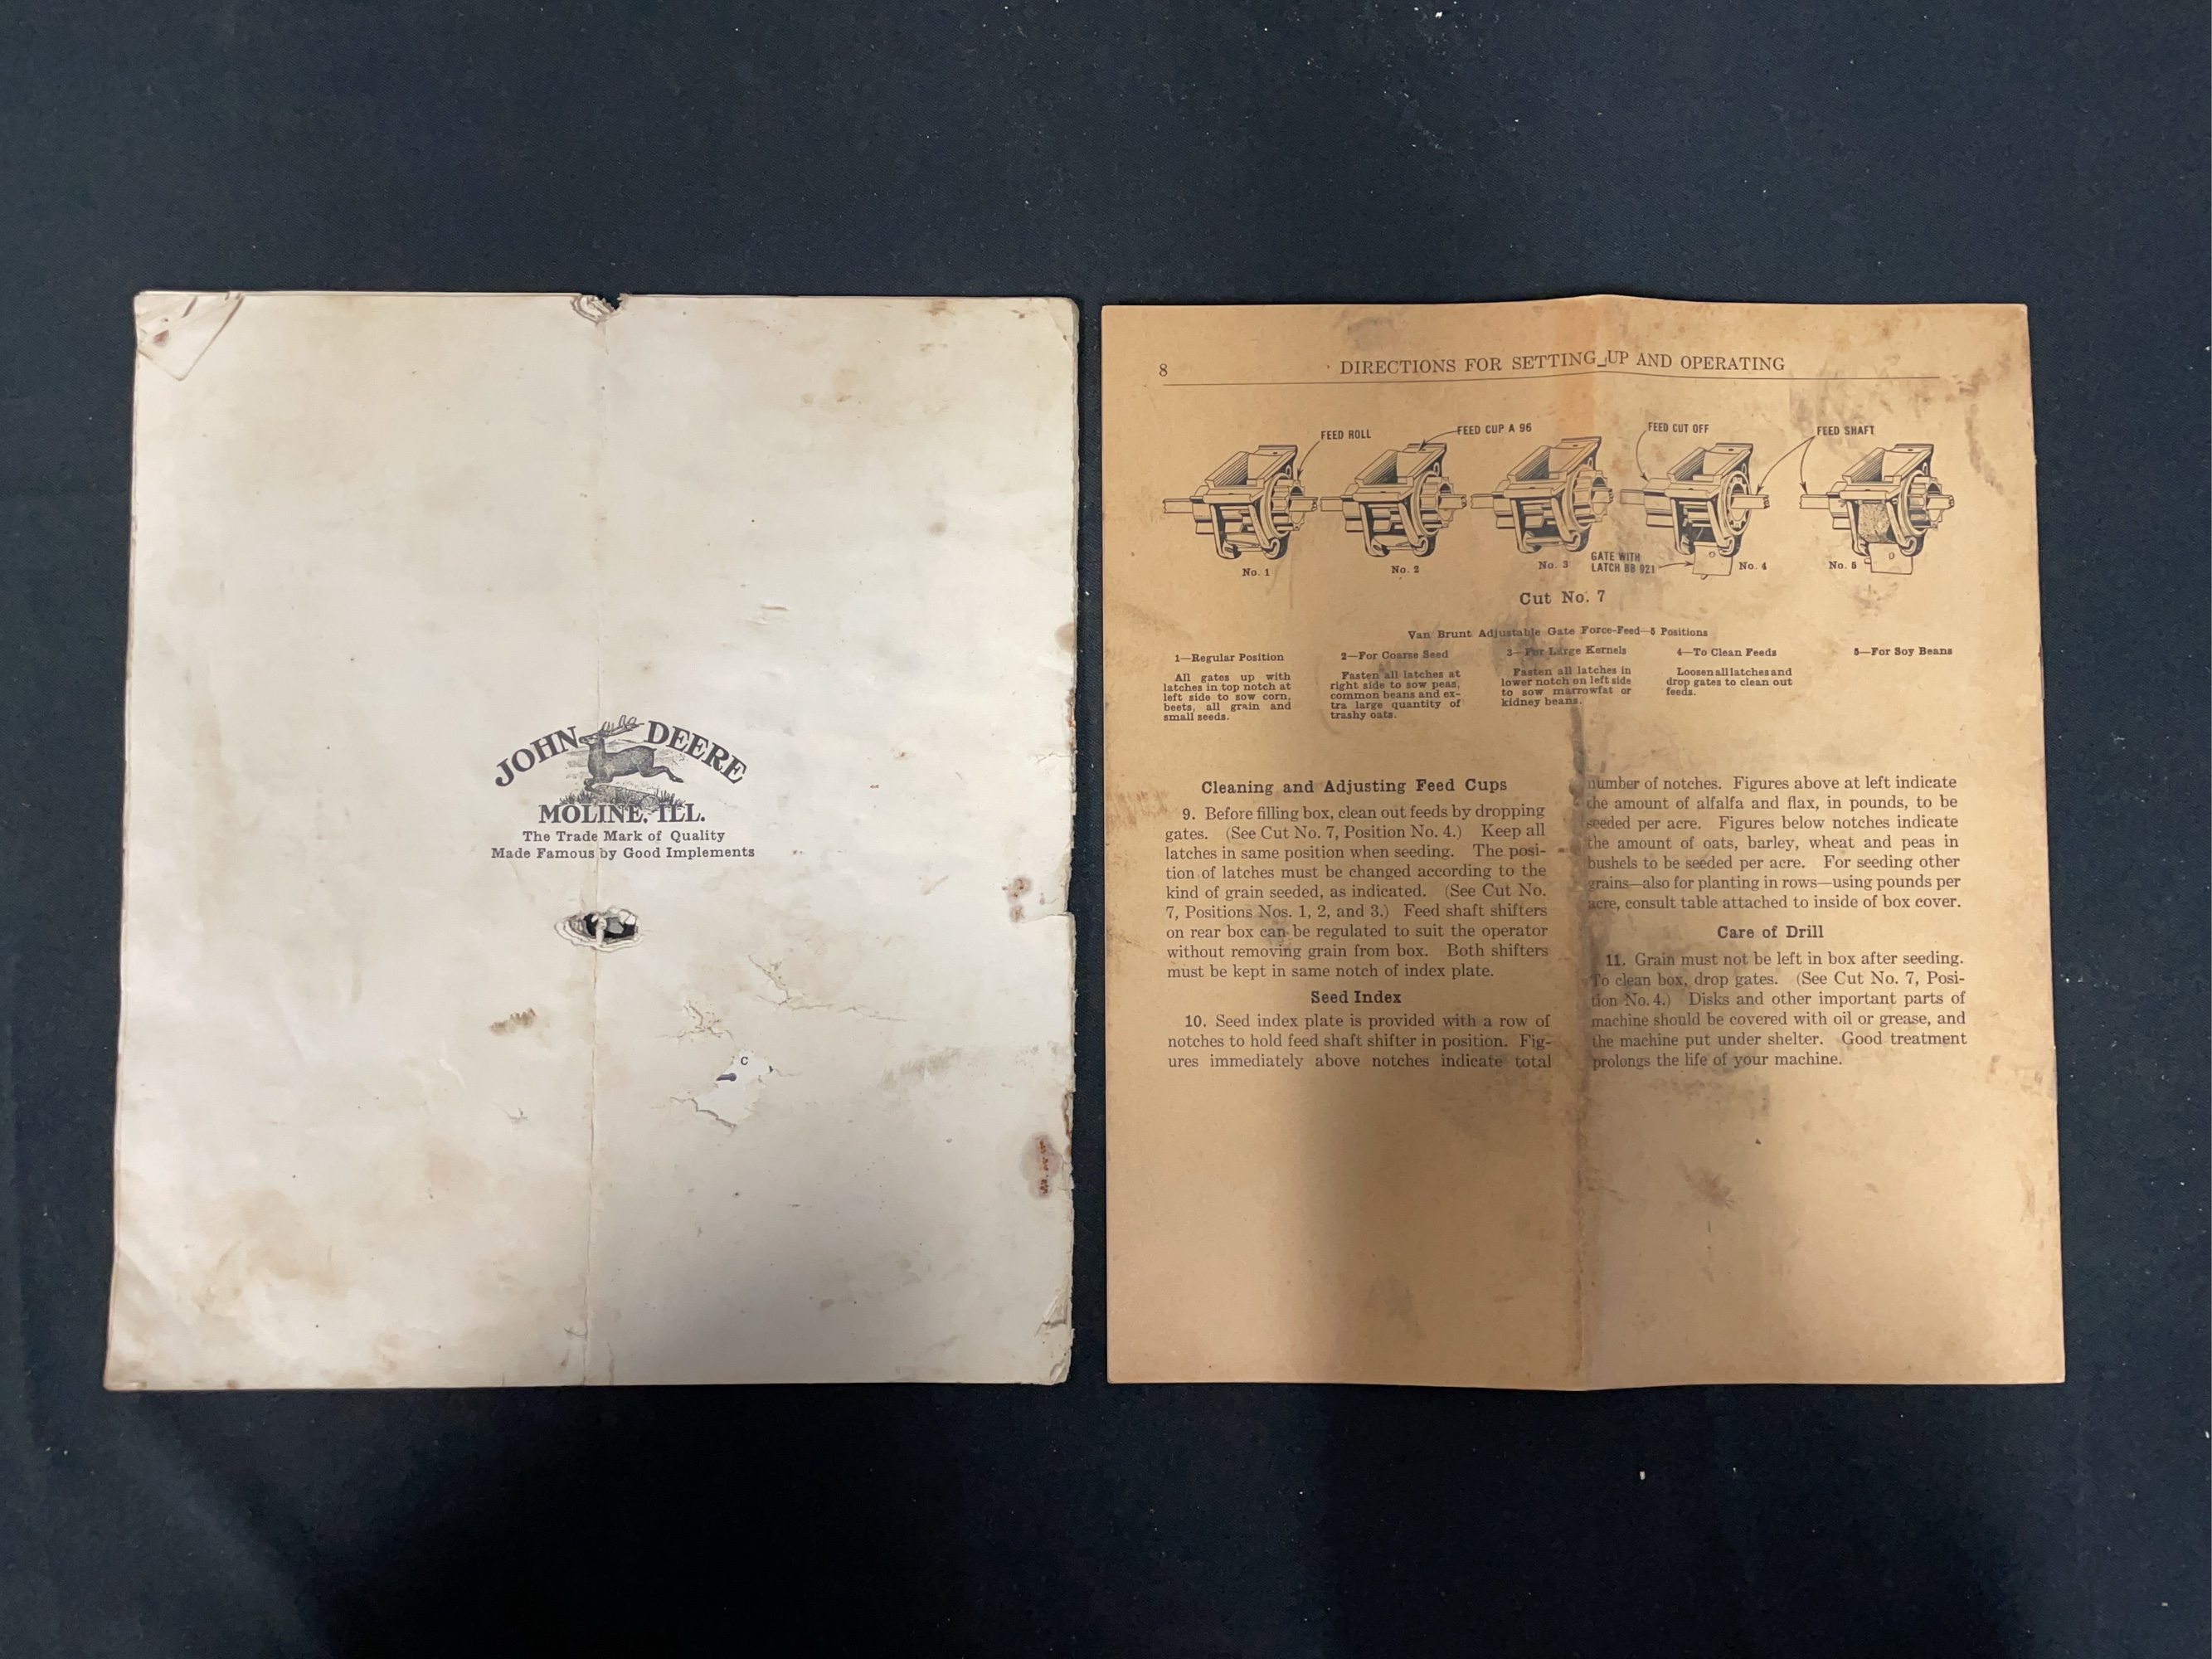 JOHN DEERE
MOLINE, ILL.
The Trade Mark of Quality
Made Famous by Good Implements
C
8
DIRECTIONS FOR SETTING UP AND OPERATING
FEED ROLL
FEED CUP A 96
FEED CUT OFF
FEED SHAFT
No. 1
No. 2
No. 3
GATE WITH
LATCH BB 921
No. 4
No. 5
Cut No. 7
Van Brunt Adjustable Gate Force-Feed—5 Positions
1—Regular Position
All gates up with
latches in top notch at
left side to sow corn,
beets, all grain and
small seeds.
2—For Coarse Seed
Fasten all latches at
right side to sow peas,
common beans and ex-
tra large quantity of
trashy oats.
3—For Large Kernels
Fasten all latches in
lower notch on left side
to sow marrowfat or
kidney beans.
4—To Clean Feeds
Loosen all latches and
drop gates to clean out
feeds.
5—For Soy Beans
Cleaning and Adjusting Feed Cups
9. Before filling box, clean out feeds by dropping
gates. (See Cut No. 7, Position No. 4.) Keep all
latches in same position when seeding. The posi-
tion of latches must be changed according to the
kind of grain seeded, as indicated. (See Cut No.
7, Positions Nos. 1, 2, and 3.) Feed shaft shifters
on rear box can be regulated to suit the operator
without removing grain from box. Both shifters
must be kept in same notch of index plate.
Seed Index
10. Seed index plate is provided with a row of
notches to hold feed shaft shifter in position. Fig-
ures immediately above notches indicate total
number of notches. Figures above at left indicate
the amount of alfalfa and flax, in pounds, to be
seeded per acre. Figures below notches indicate
the amount of oats, barley, wheat and peas in
bushels to be seeded per acre. For seeding other
grains—also for planting in rows—using pounds per
acre, consult table attached to inside of box cover.
Care of Drill
11. Grain must not be left in box after seeding.
To clean box, drop gates. (See Cut No. 7, Posi-
tion No. 4.) Disks and other important parts of
machine should be covered with oil or grease, and
the machine put under shelter. Good treatment
prolongs the life of your machine.